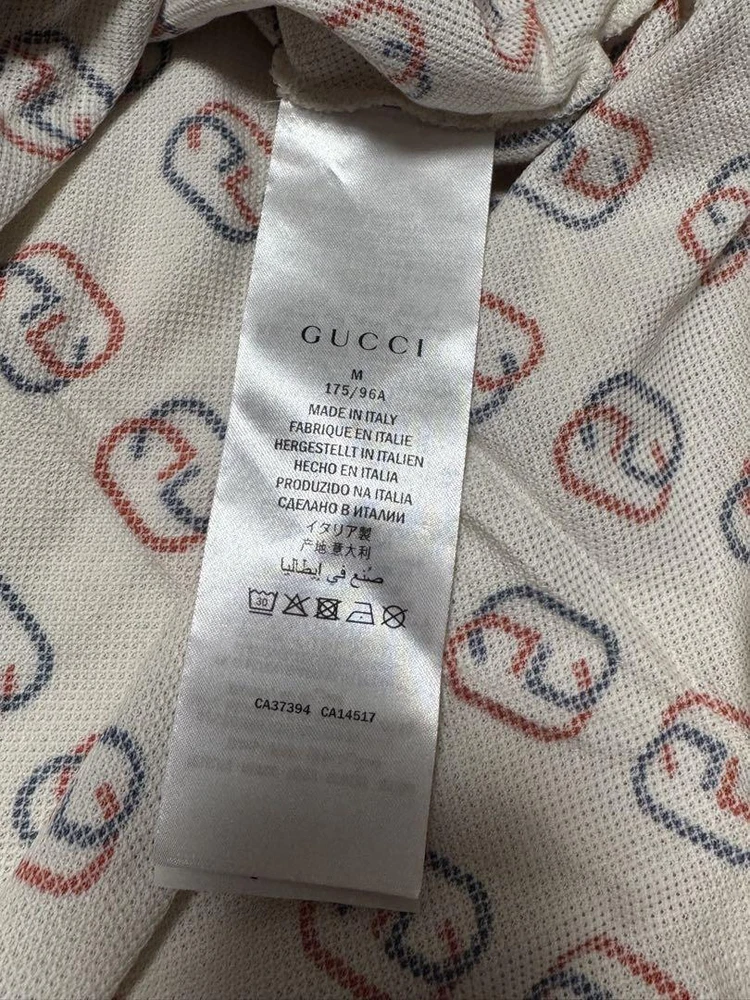 GUCCI
M
175/96A
MADE IN ITALY
FABRIQUE EN ITALIE
HERGESTELLT IN ITALIEN
HECHO EN ITALIA
PRODUZIDO NA ITALIA
СДЕЛАНО В ИТАЛИИ
イタリア製
产地意大利
صنع في إيطاليا
30
CA37394 CA14517